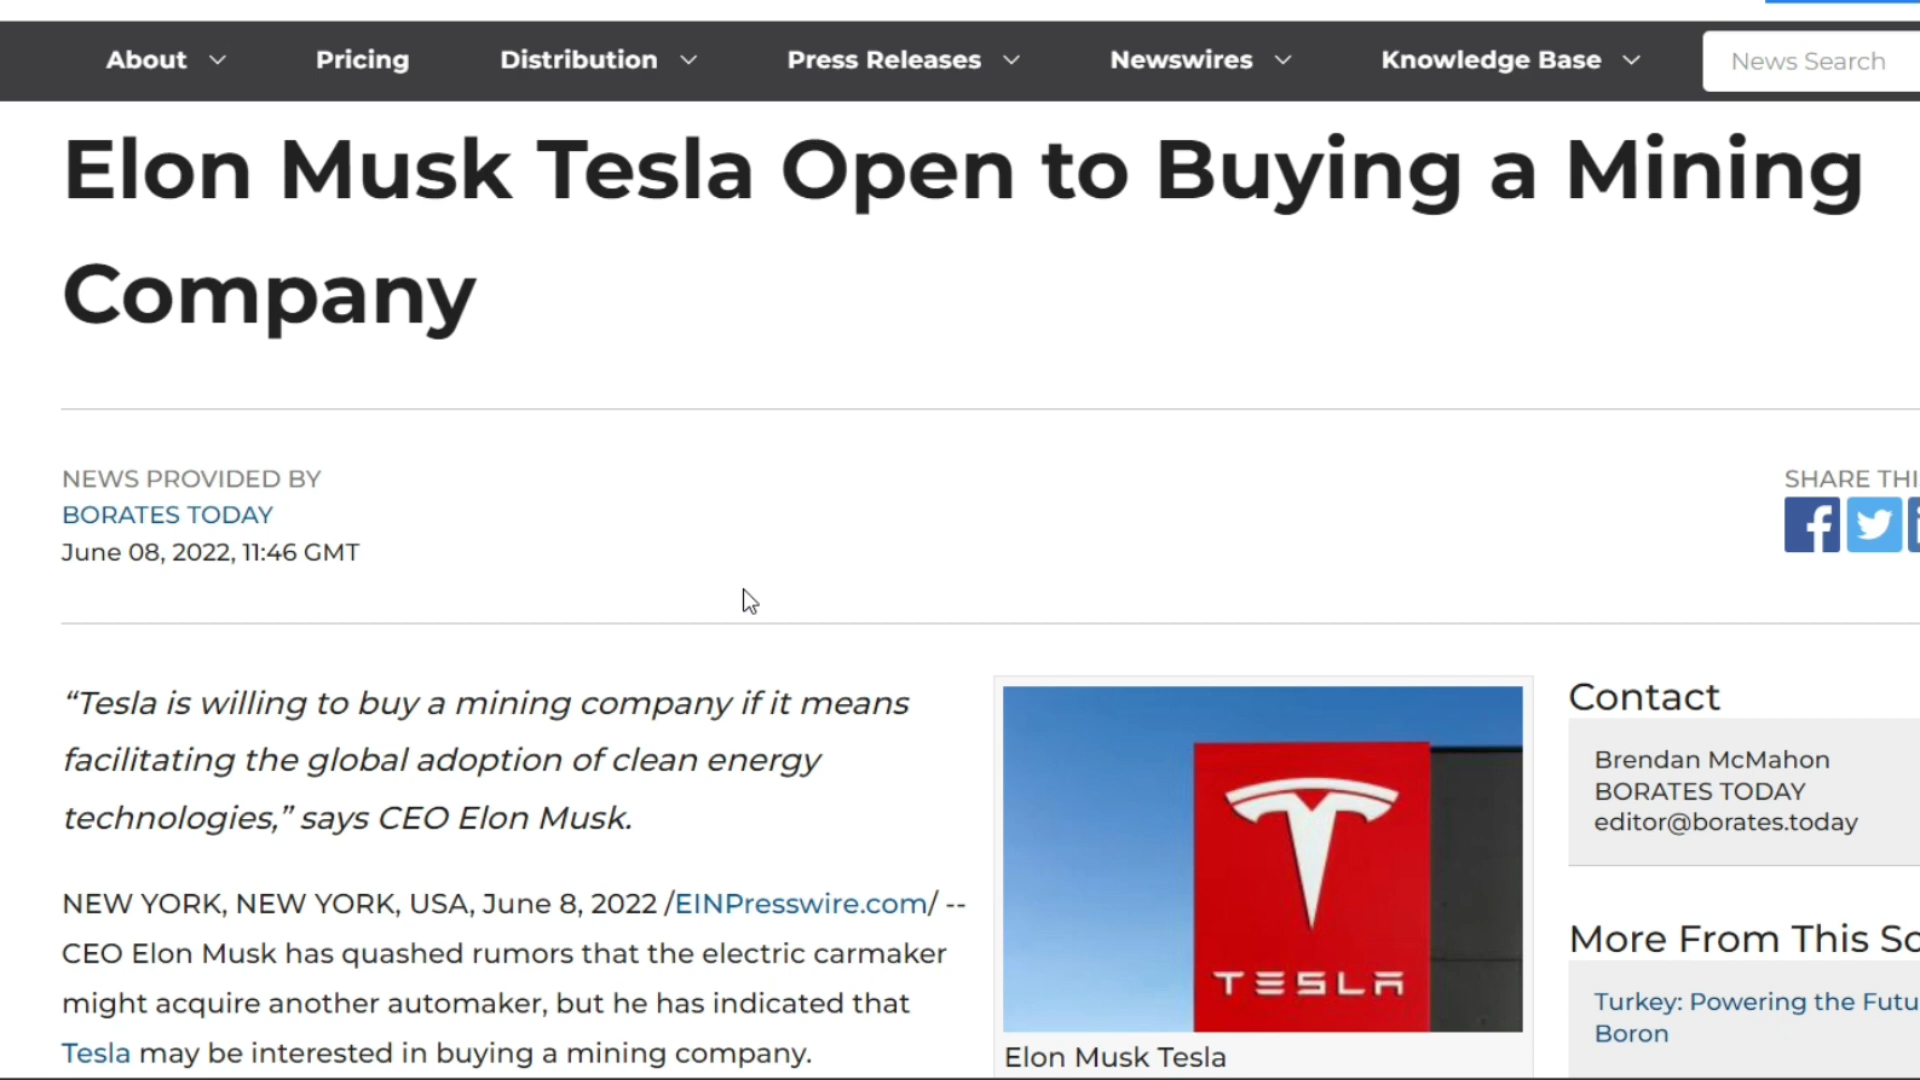 About Pricing Distribution Press Releases Newswires Knowledge Base News Search
Elon Musk Tesla Open to Buying a Mining
Company
NEWS PROVIDED BY
BORATES TODAY
June 08, 2022, 11:46 GMT
SHARE THI
“Tesla is willing to buy a mining company if it means
facilitating the global adoption of clean energy
technologies,” says CEO Elon Musk.
NEW YORK, NEW YORK, USA, June 8, 2022 /EINPresswire.com/ --
CEO Elon Musk has quashed rumors that the electric carmaker
might acquire another automaker, but he has indicated that
Tesla may be interested in buying a mining company.
TESLA
Elon Musk Tesla
Contact
Brendan McMahon
BORATES TODAY
editor@borates.today
More From This So
Turkey: Powering the Futu
Boron